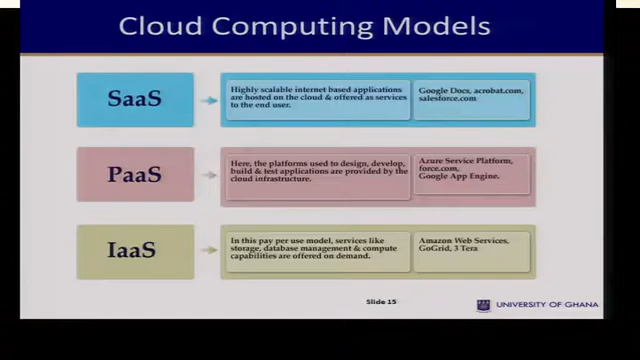 Cloud Computing Models
SaaS
Highly scalable internet based applications
are hosted on the cloud & offered as services
to the end user.
Google Docs, acrobat.com,
salesforce.com
PaaS
Here, the platforms used to design, develop,
build & test applications are provided by the
cloud infrastructure.
Azure Service Platform,
force.com,
Google App Engine.
IaaS
In this pay per use model, services like
storage, database management & compute
capabilities are offered on demand.
Amazon Web Services,
GoGrid, 3 Tera
Slide 15
UNIVERSITY OF GHANA